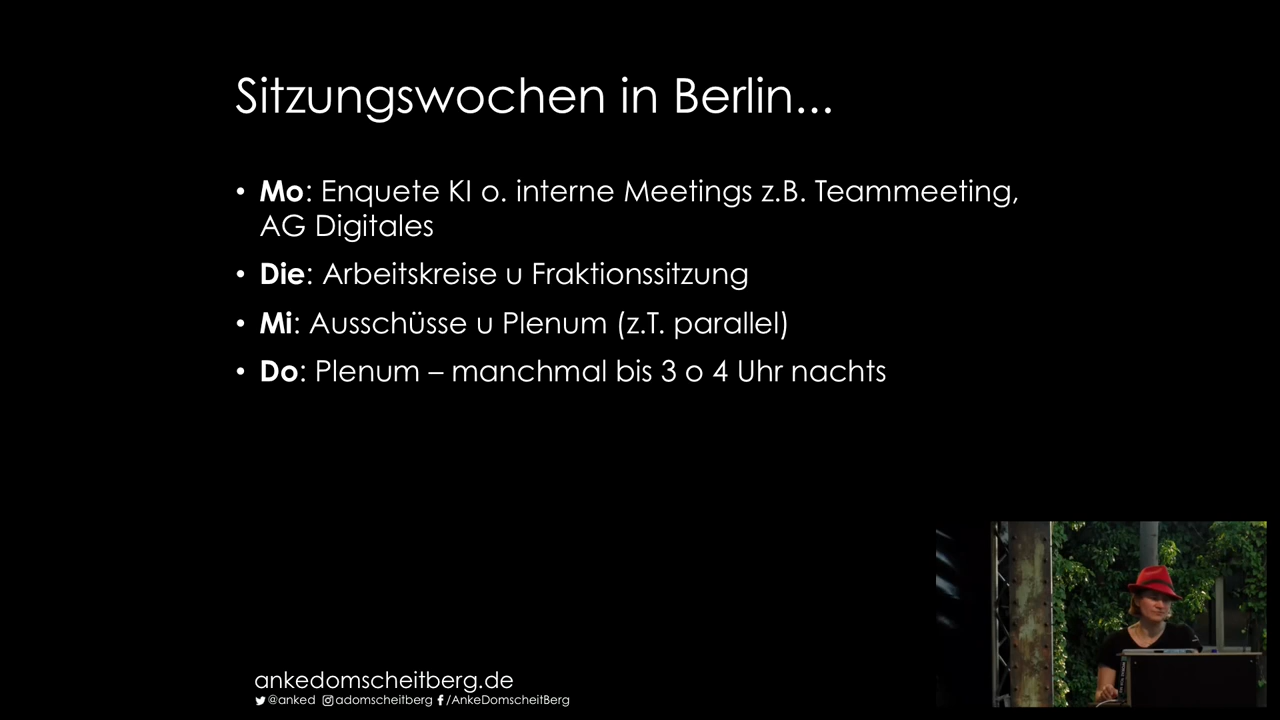 Sitzungswochen in Berlin...
• Mo: Enquete KI o. interne Meetings z.B. Teammeeting,
AG Digitales
• Die: Arbeitskreise u Fraktionssitzung
• Mi: Ausschüsse u Plenum (z.T. parallel)
• Do: Plenum – manchmal bis 3 o 4 Uhr nachts
ankedomscheitberg.de
@anked adomscheitberg /AnkeDomscheitBerg